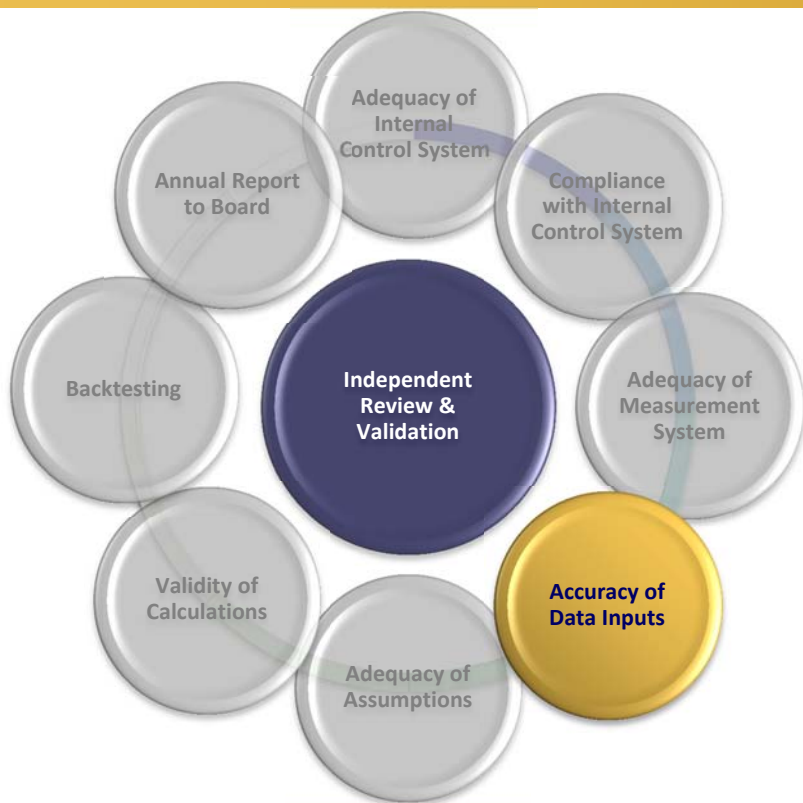 Adequacy of
Internal
Control System
Compliance
with Internal
Control System
Adequacy of
Measurement
System
Accuracy of
Data Inputs
Adequacy of
Assumptions
Validity of
Calculations
Backtesting
Annual Report
to Board
Independent
Review &
Validation